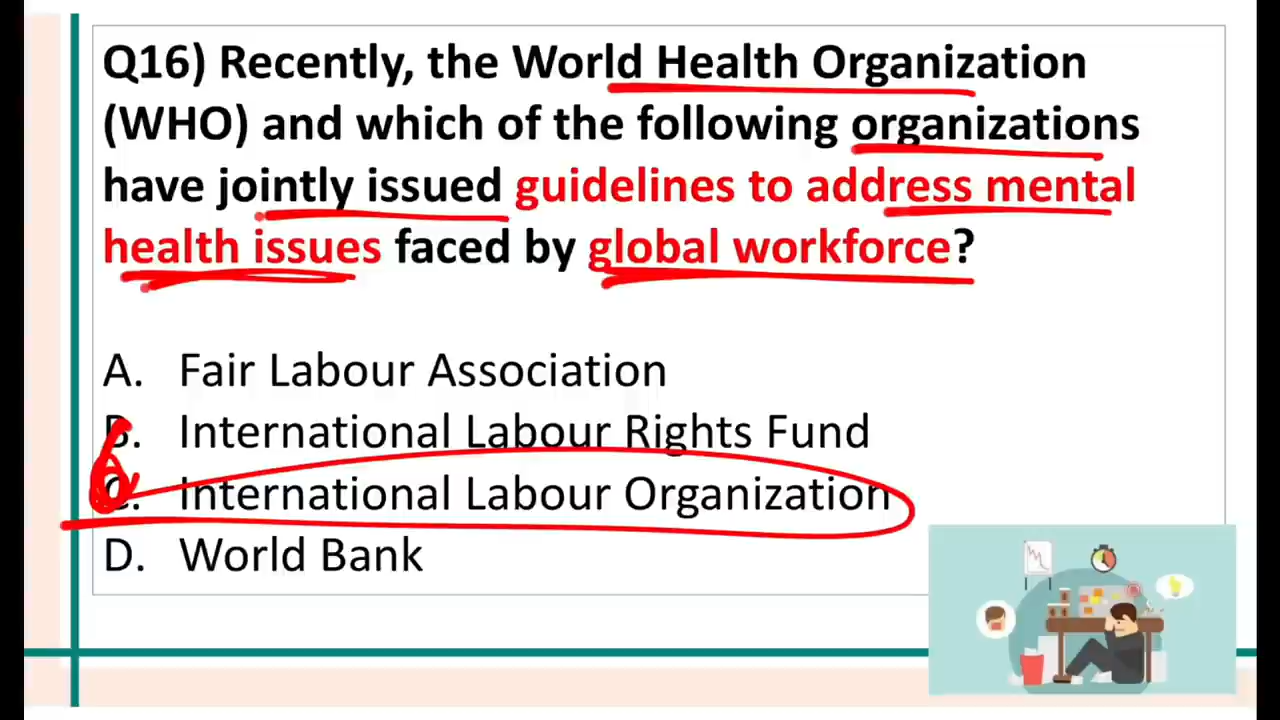 Q16) Recently, the World Health Organization
(WHO) and which of the following organizations
have jointly issued guidelines to address mental
health issues faced by global workforce?
A. Fair Labour Association
B. International Labour Rights Fund
C. International Labour Organization
D. World Bank